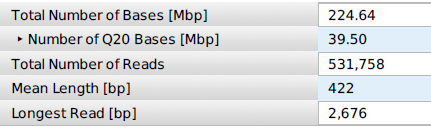 Total Number of Bases [Mbp] 224.64
‣ Number of Q20 Bases [Mbp] 39.50
Total Number of Reads 531,758
Mean Length [bp] 422
Longest Read [bp] 2,676